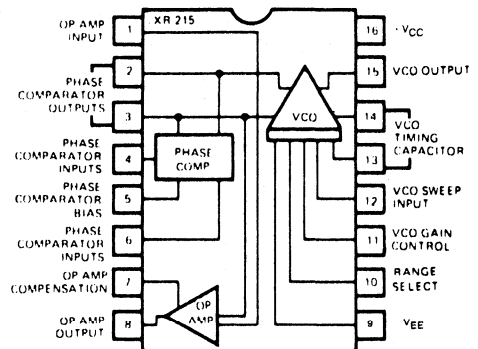 OP AMP
INPUT
1
XR 215
16
VCC
2
15
VCO OUTPUT
PHASE
COMPARATOR
OUTPUTS
3
VCO
14
VCO
TIMING
CAPACITOR
PHASE
COMPARATOR
INPUTS
4
PHASE
COMP
13
PHASE
COMPARATOR
BIAS
5
12
VCO SWEEP
INPUT
PHASE
COMPARATOR
INPUTS
6
11
VCO GAIN
CONTROL
OP AMP
COMPENSATION
7
10
RANGE
SELECT
OP
AMP
OP AMP
OUTPUT
8
9
VEE